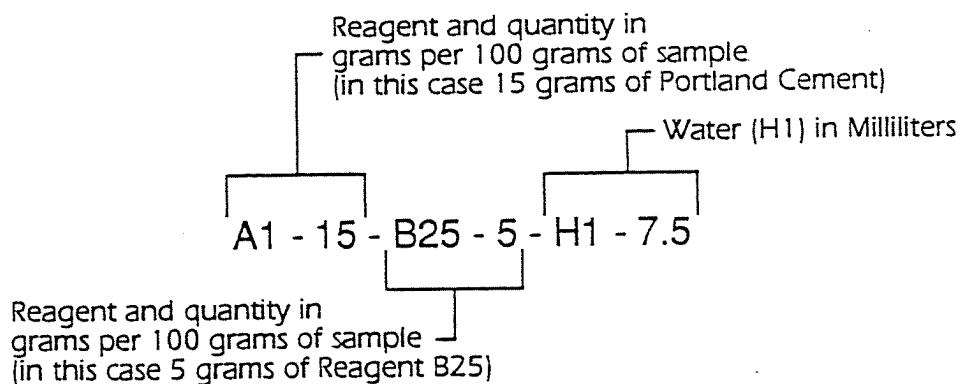 Reagent and quantity in
grams per 100 grams of sample
(in this case 15 grams of Portland Cement)
Water (H1) in Milliliters
A1 - 15 - B25 - 5 - H1 - 7.5
Reagent and quantity in
grams per 100 grams of sample
(in this case 5 grams of Reagent B25)